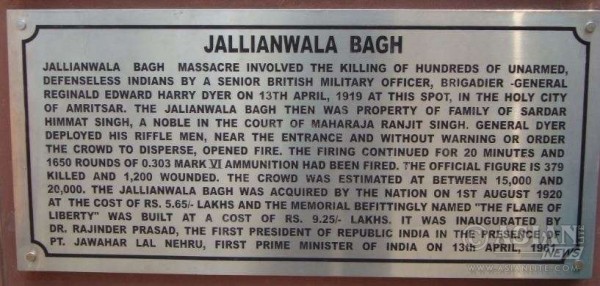 JALLIANWALA BAGH
JALLIANWALA BAGH MASSACRE INVOLVED THE KILLING OF HUNDREDS OF UNARMED,
DEFENSELESS INDIANS BY A SENIOR BRITISH MILITARY OFFICER, BRIGADIER -GENERAL
REGINALD EDWARD HARRY DYER ON 13TH APRIL, 1919 AT THIS SPOT, IN THE HOLY CITY
OF AMRITSAR. THE JALIANWALA BAGH THEN WAS PROPERTY OF FAMILY OF SARDAR
HIMMAT SINGH, A NOBLE IN THE COURT OF MAHARAJA RANJIT SINGH. GENERAL DYER
DEPLOYED HIS RIFFLE MEN, NEAR THE ENTRANCE AND WITHOUT WARNING OR ORDER
THE CROWD TO DISPERSE, OPENED FIRE. THE FIRING CONTINUED FOR 20 MINUTES AND
1650 ROUNDS OF 0.303 MARK VI AMMUNITION HAD BEEN FIRED. THE OFFICIAL FIGURE IS 379
KILLED AND 1,200 WOUNDED. THE CROWD WAS ESTIMATED AT BETWEEN 15,000 AND
20,000. THE JALLIANWALA BAGH WAS ACQUIRED BY THE NATION ON 1ST AUGUST 1920
AT THE COST OF RS. 5.65/- LAKHS AND THE MEMORIAL BEFITTINGLY NAMED "THE FLAME OF
LIBERTY" WAS BUILT AT A COST OF RS. 9.25/- LAKHS. IT WAS INAUGURATED BY
DR. RAJINDER PRASAD, THE FIRST PRESIDENT OF REPUBLIC INDIA IN THE PRESENCE OF
PT. JAWAHAR LAL NEHRU, FIRST PRIME MINISTER OF INDIA ON 13TH APRIL, 1961.
ASIAN LITE
NEWS
WWW.ASIANLITE.COM